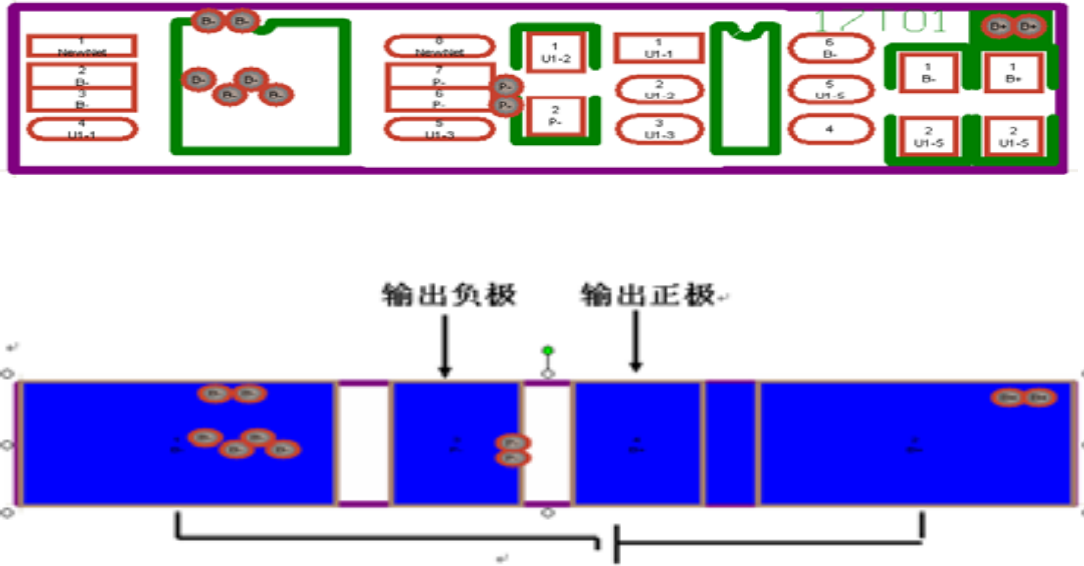 12T01
B- B- B+ B+
1 NewNet
2 B-
3 B-
4 U1-1
B- B-
B- B-
8 NewNet
7 P-
6 P-
5 U1-3
P-
P-
1 U1-2
2 P-
1 U1-1
2 U1-2
3 U1-3
6 B-
5 U1-5
4
1 B-
2 U1-5
1 B+
2 U1-5
输出负极 输出正极
B- B-
B- B-
B- B-
P-
P-